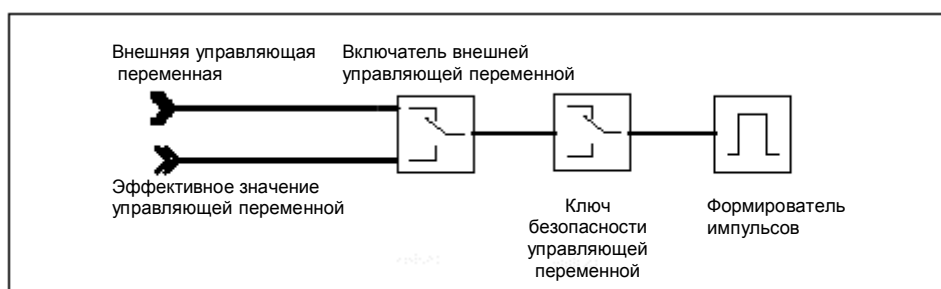 Внешняя управляющая
переменная
Включатель внешней
управляющей переменной
Эффективное значение
управляющей переменной
Ключ
безопасности
управляющей
переменной
Формирователь
импульсов